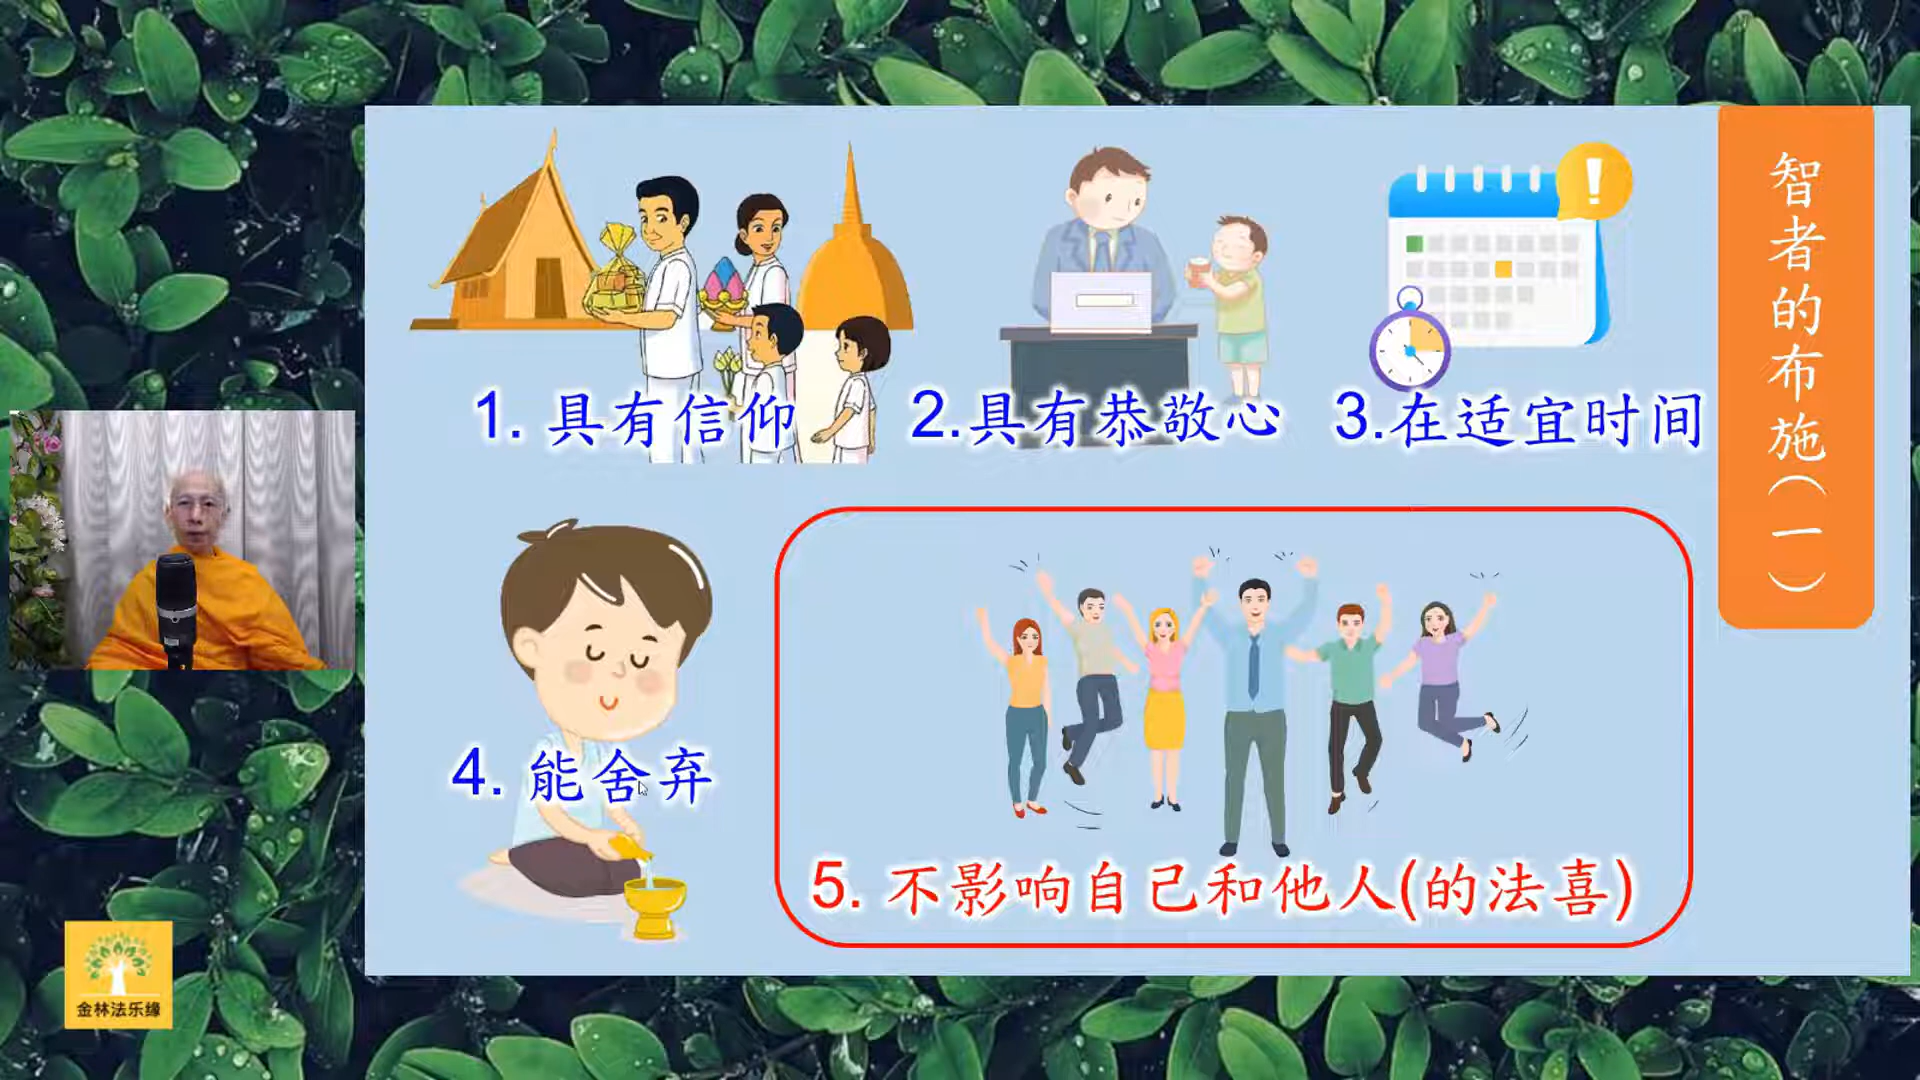 智者的布施(一)
1. 具有信仰
2.具有恭敬心
3.在适宜时间
4. 能舍弃
5. 不影响自己和他人(的法喜)
金林法乐缘